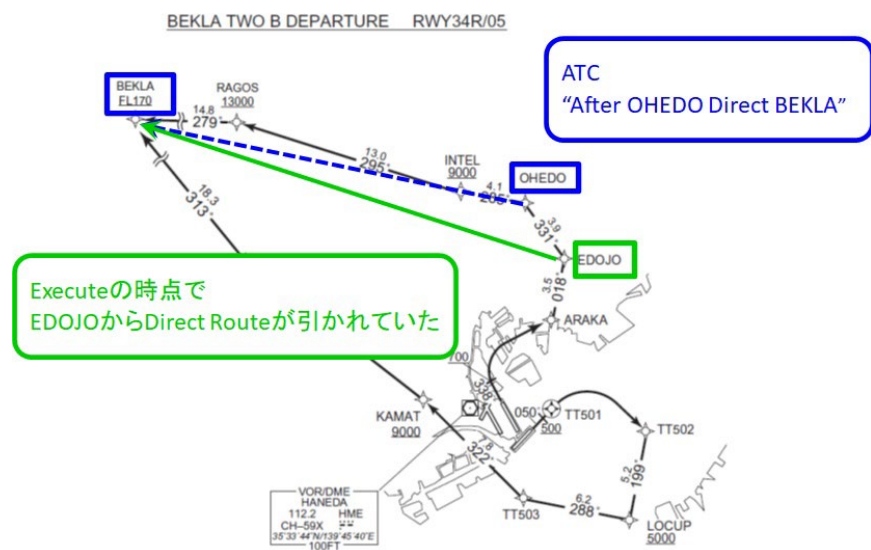 BEKLA TWO B DEPARTURE RWY34R/05
ATC
“After OHEDO Direct BEKLA”
BEKLA
FL170
RAGOS
13000
14.8
279°
13.0
295°
INTEL
9000
4.1
OHEDO
18.3
313°
3.9
331°
EDOJO
Executeの時点で
EDOJOからDirect Routeが引かれていた
3.5
018°
ARAKA
700
338°
KAMAT
9000
050°
500
TT501
TT502
7.8
322°
5.2
199°
TT503
6.2
288°
LOCUP
5000
VOR/DME
HANEDA
112.2 HME
CH–59X
35°33'44"N/139°45'40"E
100FT